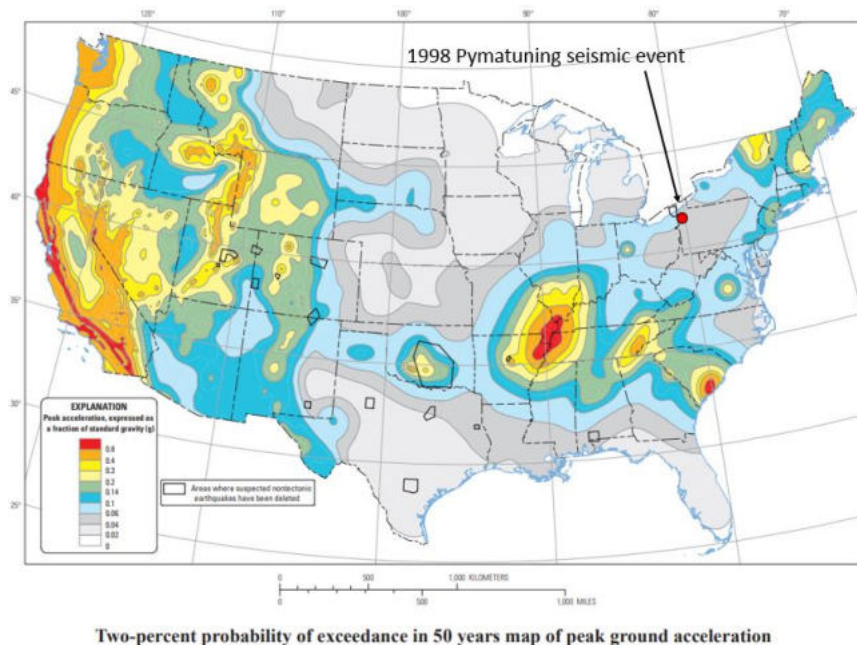 120°
110°
100°
90°
80°
70°
1998 Pymatuning seismic event
45°
40°
35°
30°
25°
EXPLANATION
Peak acceleration, expressed as
a fraction of standard gravity (g)
0.8
0.4
0.3
0.2
0.14
0.1
0.06
0.04
0.02
0
Areas where suspected nontectonic
earthquakes have been deleted
0 500 1,000 KILOMETERS
0 500 1,000 MILES
Two-percent probability of exceedance in 50 years map of peak ground acceleration